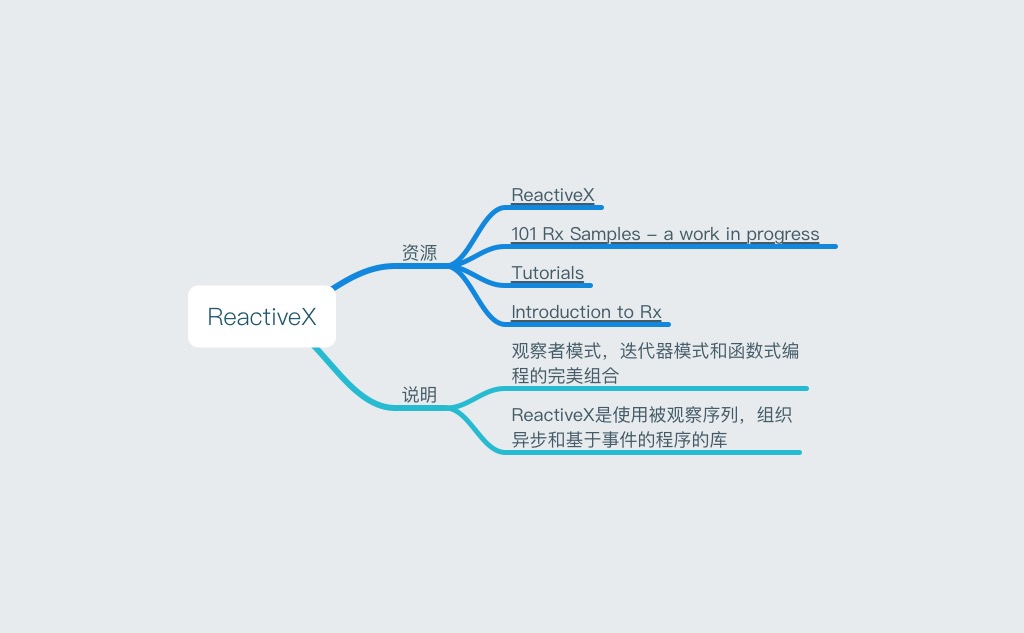 ReactiveX
资源
ReactiveX
101 Rx Samples – a work in progress
Tutorials
Introduction to Rx
说明
观察者模式，迭代器模式和函数式编
程的完美组合
ReactiveX是使用被观察序列，组织
异步和基于事件的程序的库